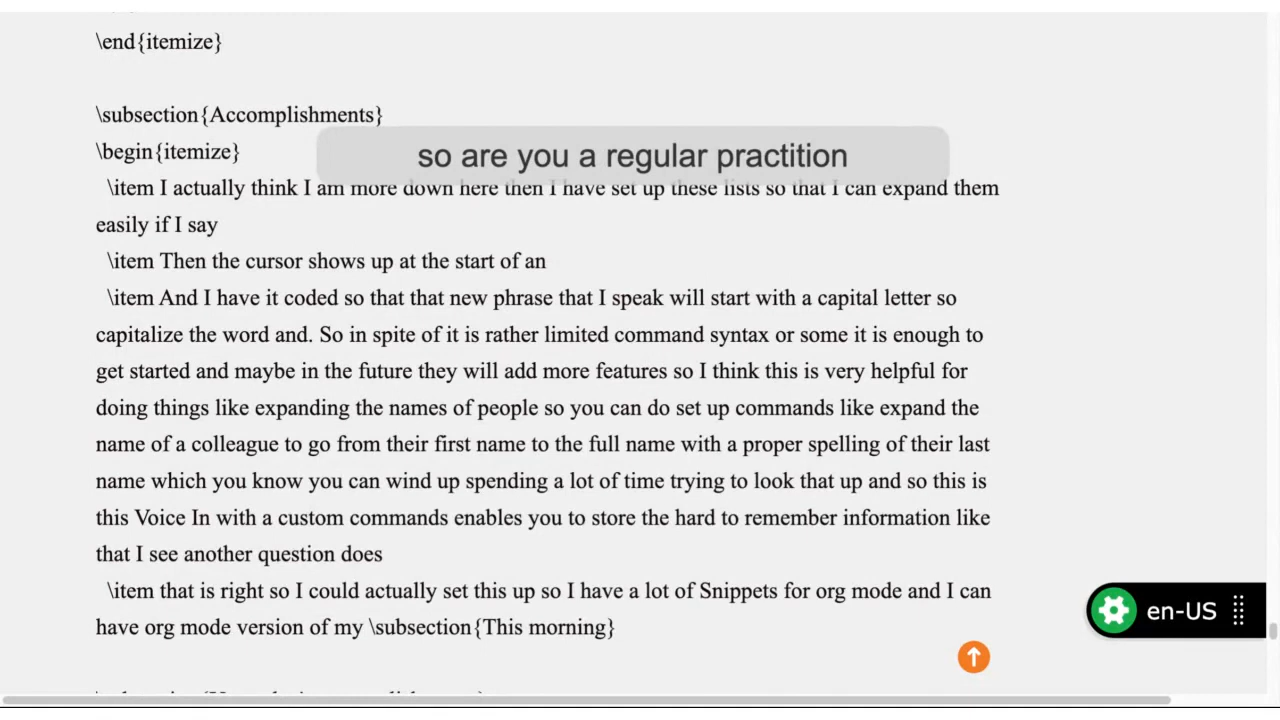 \end{itemize}
\subsection{Accomplishments}
\begin{itemize}
so are you a regular practition
\item I actually think I am more down here then I have set up these lists so that I can expand them
easily if I say
\item Then the cursor shows up at the start of an
\item And I have it coded so that that new phrase that I speak will start with a capital letter so
capitalize the word and. So in spite of it is rather limited command syntax or some it is enough to
get started and maybe in the future they will add more features so I think this is very helpful for
doing things like expanding the names of people so you can do set up commands like expand the
name of a colleague to go from their first name to the full name with a proper spelling of their last
name which you know you can wind up spending a lot of time trying to look that up and so this is
this Voice In with a custom commands enables you to store the hard to remember information like
that I see another question does
\item that is right so I could actually set this up so I have a lot of Snippets for org mode and I can
en-US
have org mode version of my \subsection{This morning}